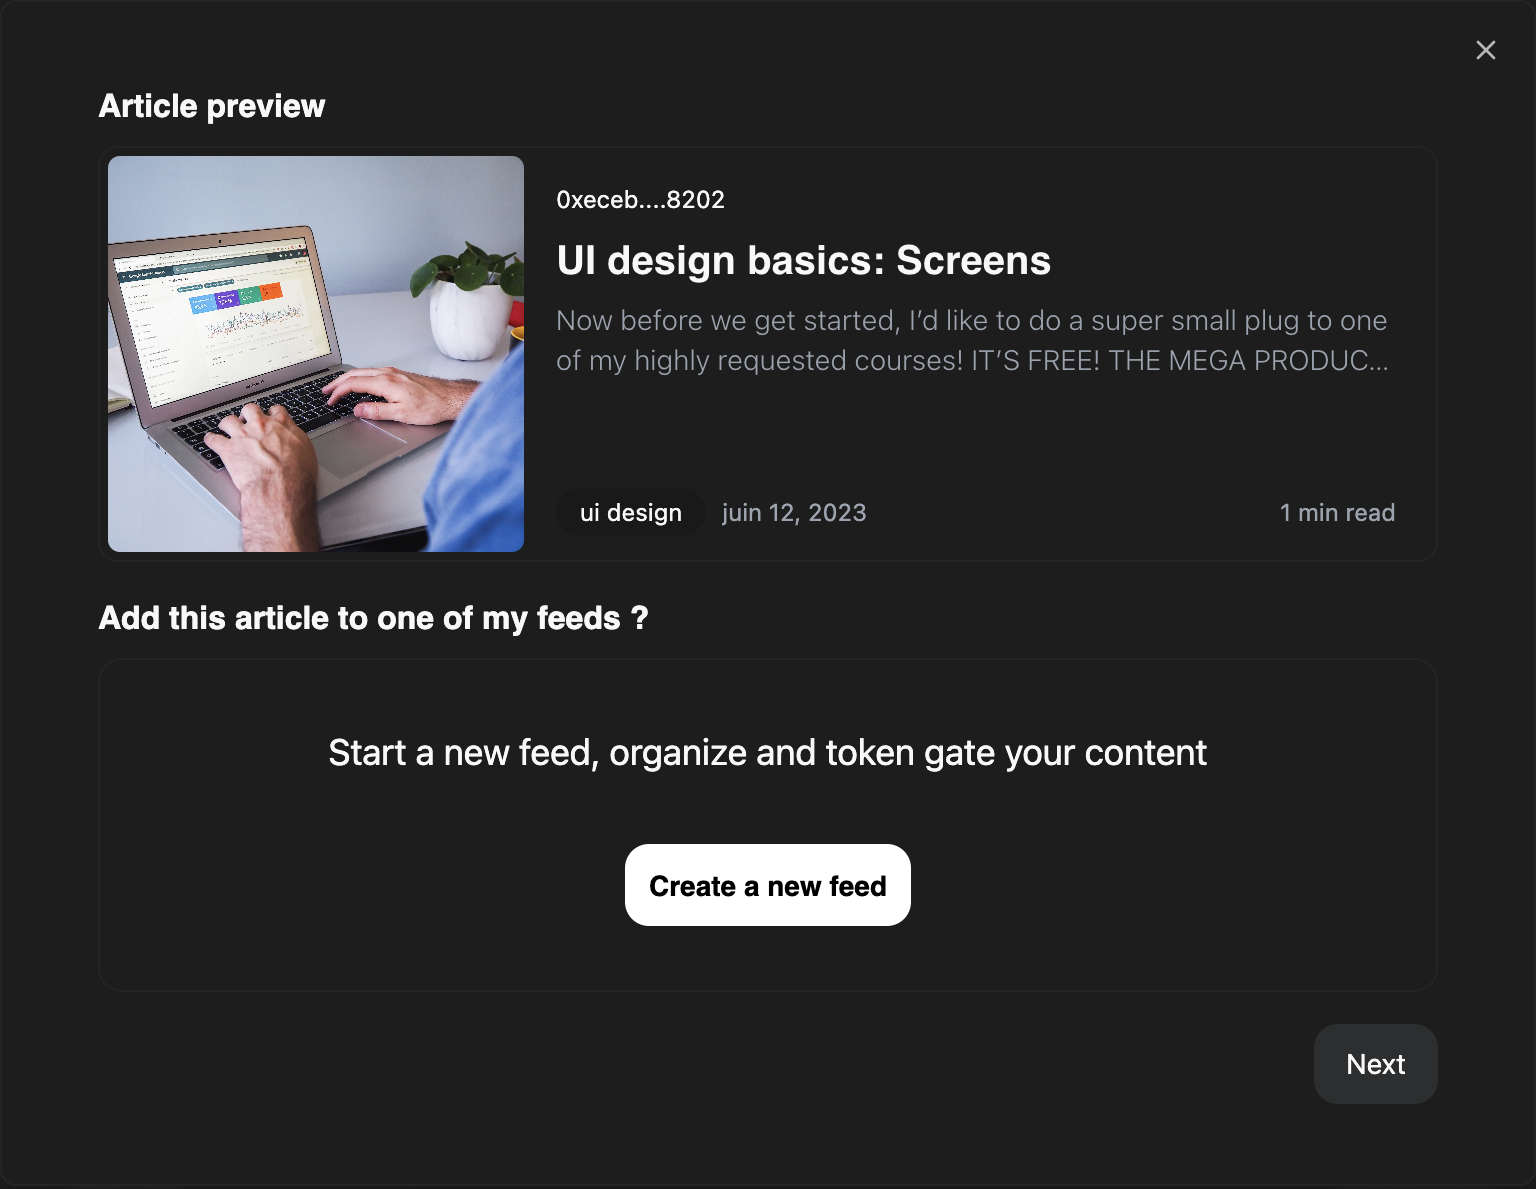 Article preview
0xeceb....8202
UI design basics: Screens
Now before we get started, I’d like to do a super small plug to one
of my highly requested courses! IT’S FREE! THE MEGA PRODUC...
ui design juin 12, 2023 1 min read
Add this article to one of my feeds ?
Start a new feed, organize and token gate your content
Create a new feed
Next